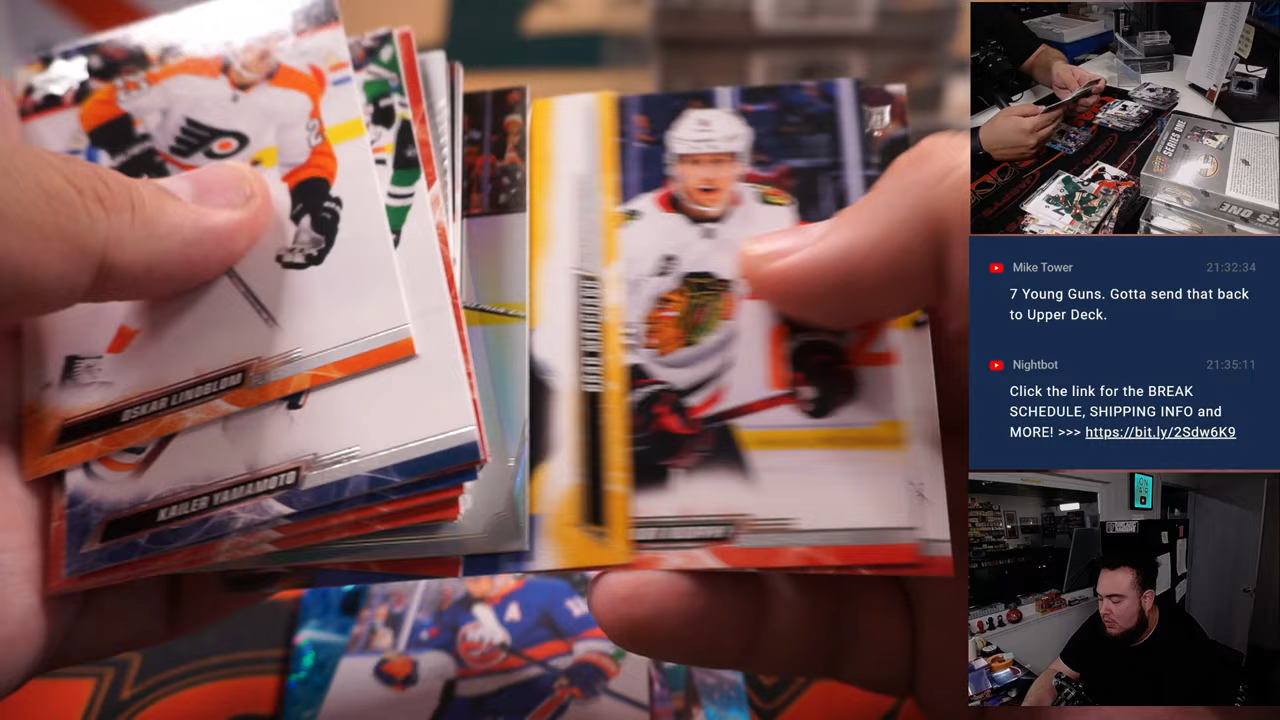 OSKAR LINDBLOM
KAILER YAMAMOTO
SERIES ONE
Mike Tower 21:32:34
7 Young Guns. Gotta send that back
to Upper Deck.
Nightbot 21:35:11
Click the link for the BREAK
SCHEDULE, SHIPPING INFO and
MORE! >>> https://bit.ly/2Sdw6K9